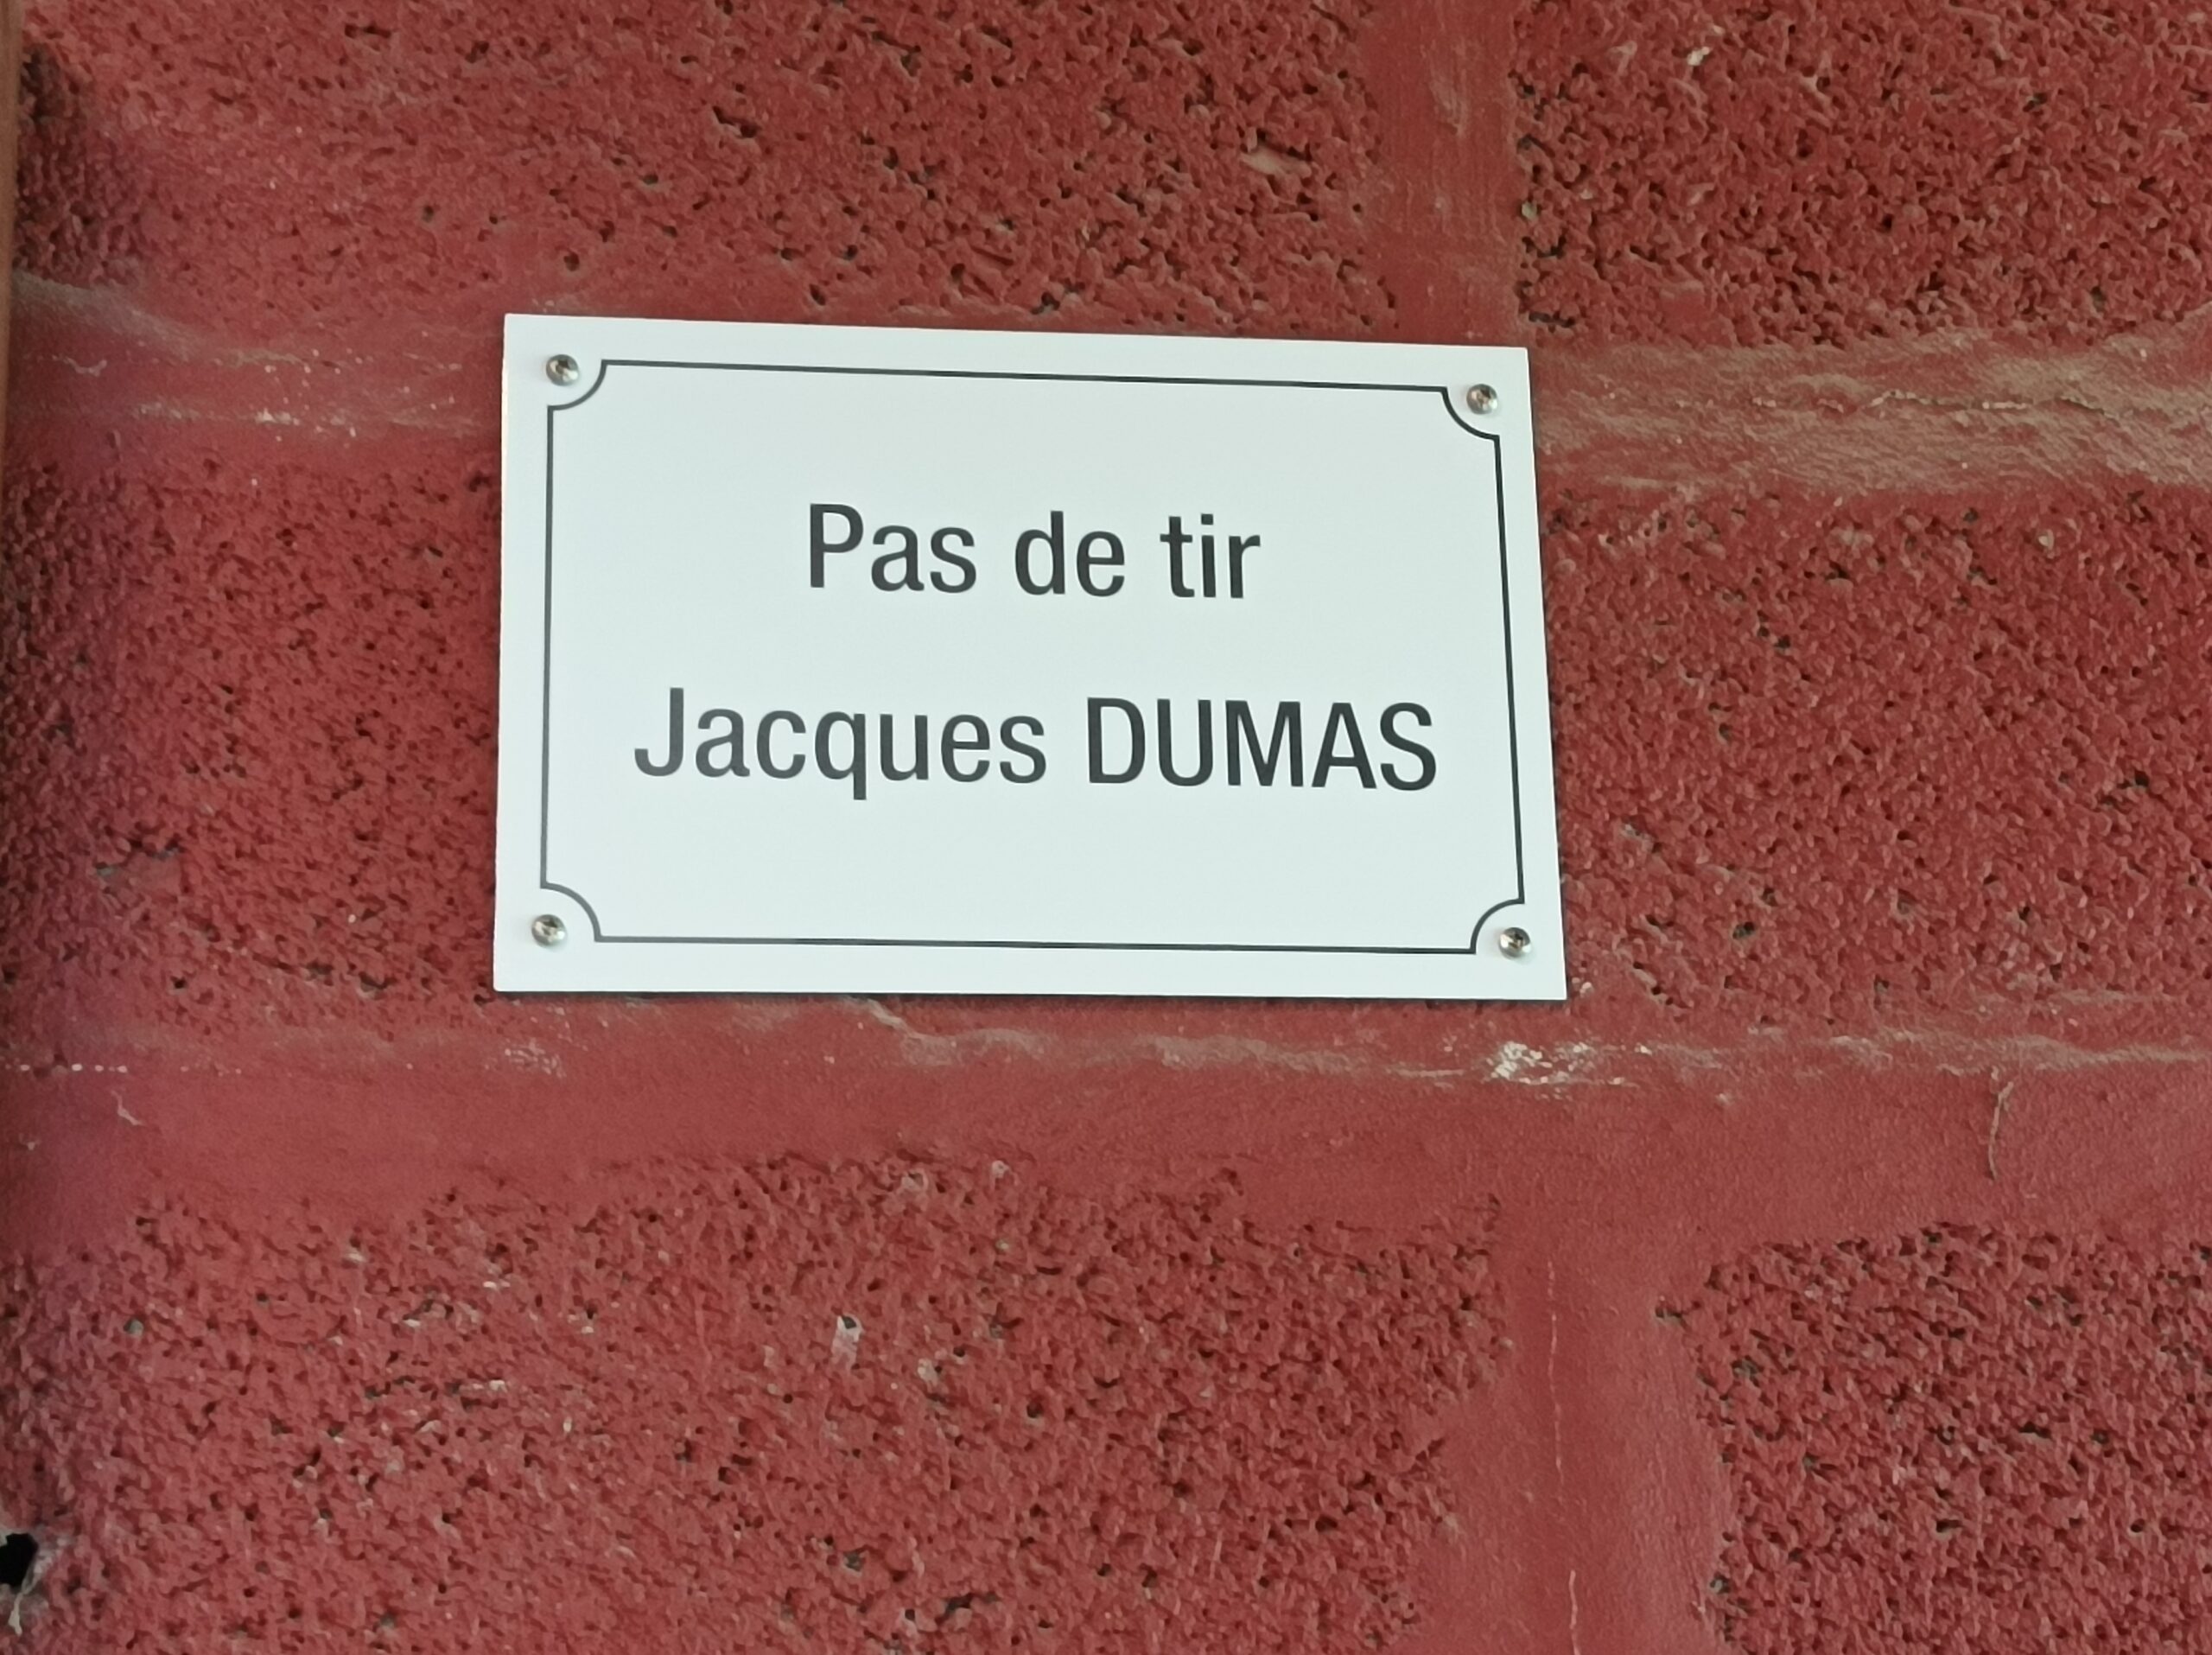 Pas de tir
Jacques DUMAS